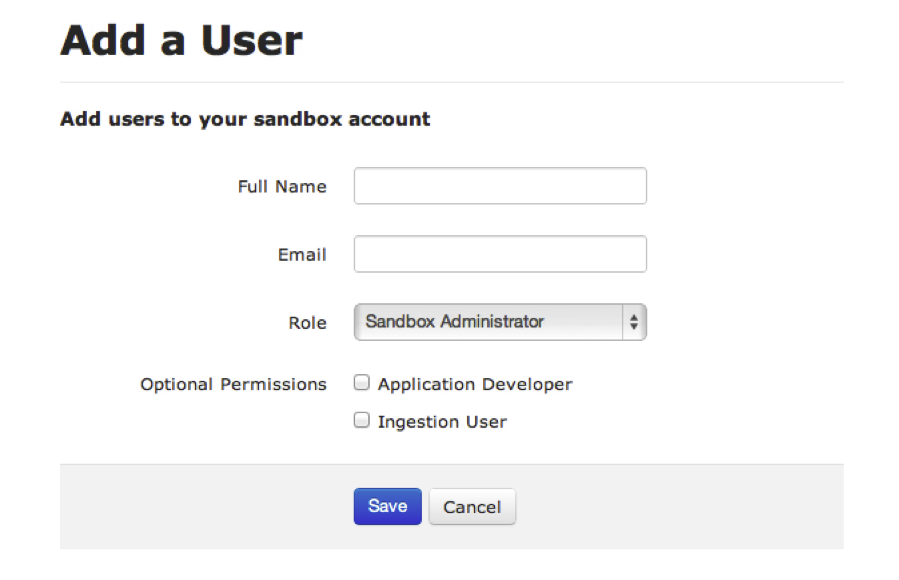 Add a User
Add users to your sandbox account
Full Name
Email
Role Sandbox Administrator
Optional Permissions Application Developer
Ingestion User
Save Cancel